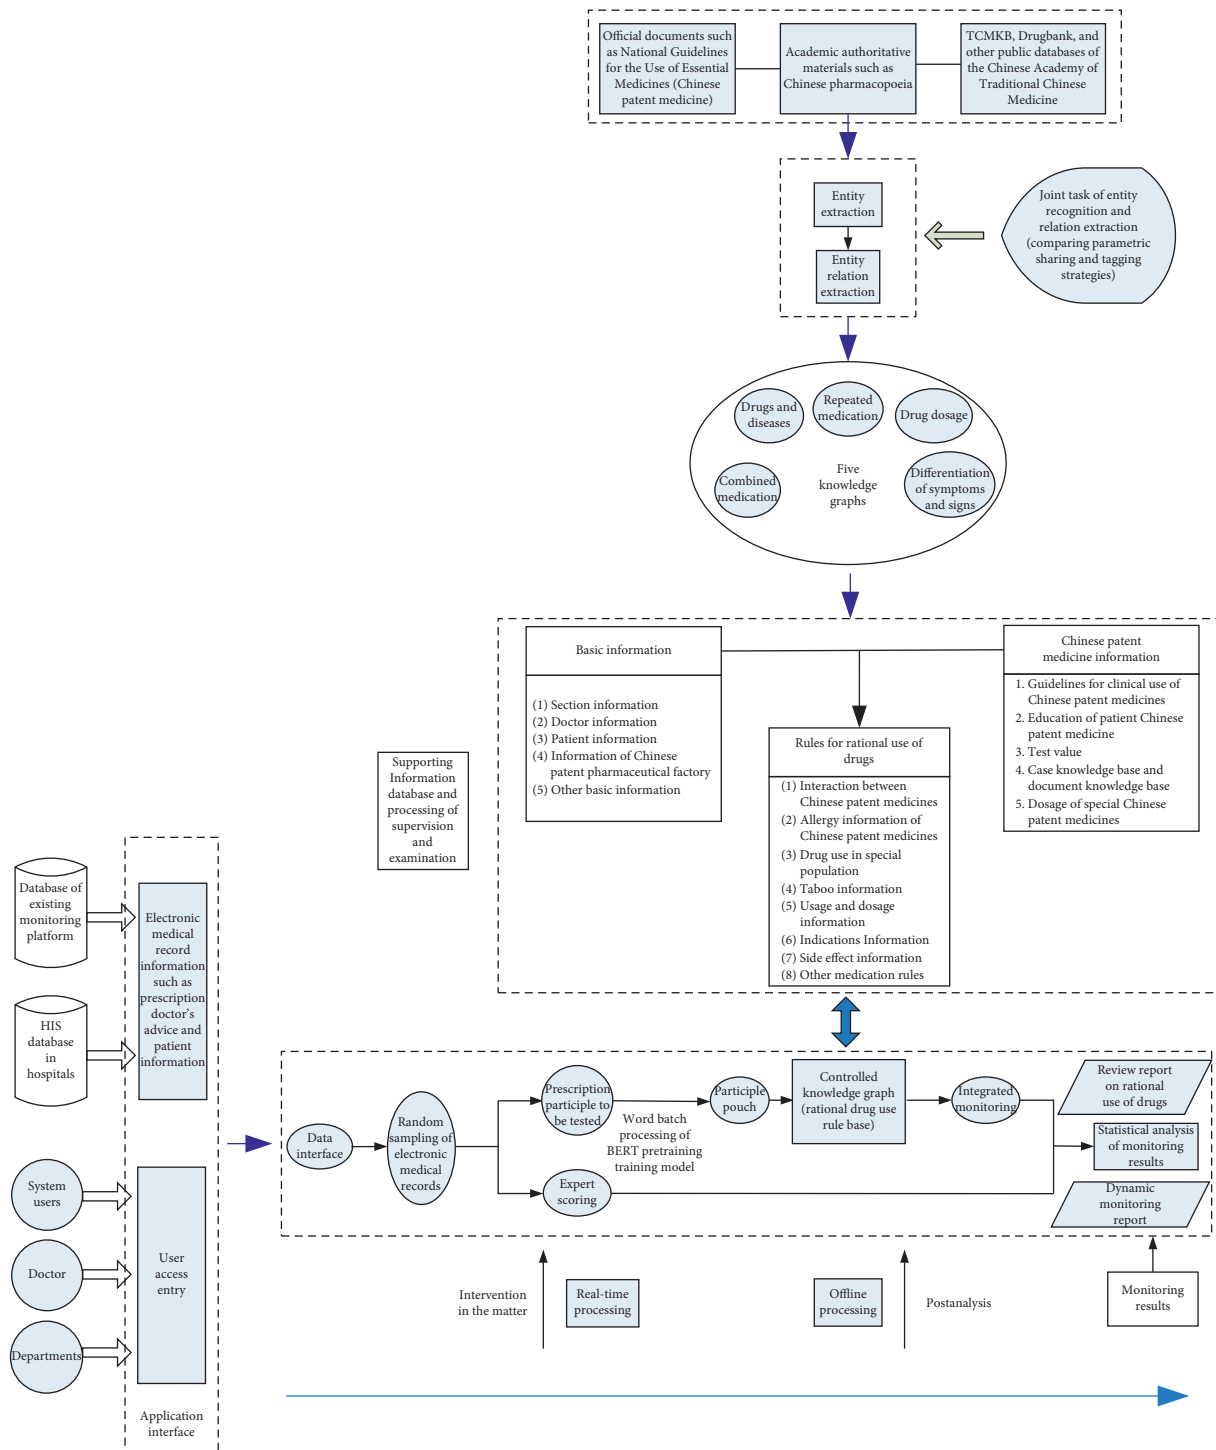 Official documents such
as National Guidelines
for the Use of Essential
Medicines (Chinese
patent medicine)
Academic authoritative
materials such as
Chinese pharmacopoeia
TCMKB, Drugbank, and
other public databases of
the Chinese Academy of
Traditional Chinese
Medicine
Entity
extraction
Entity
relation
extraction
Joint task of entity
recognition and
relation extraction
(comparing parametric
sharing and tagging
strategies)
Drugs and
diseases
Repeated
medication
Drug dosage
Combined
medication
Five
knowledge
graphs
Differentiation
of symptoms
and signs
Supporting
Information
database and
processing of
supervision
and
examination
Basic information
(1) Section information
(2) Doctor information
(3) Patient information
(4) Information of Chinese
patent pharmaceutical factory
(5) Other basic information
Rules for rational use of
drugs
(1) Interaction between
Chinese patent medicines
(2) Allergy information of
Chinese patent medicines
(3) Drug use in special
population
(4) Taboo information
(5) Usage and dosage
information
(6) Indications Information
(7) Side effect information
(8) Other medication rules
Chinese patent
medicine information
1. Guidelines for clinical use of
Chinese patent medicines
2. Education of patient Chinese
patent medicine
3. Test value
4. Case knowledge base and
document knowledge base
5. Dosage of special Chinese
patent medicines
Database of
existing
monitoring
platform
HIS
database
in
hospitals
Electronic
medical
record
information
such as
prescription
doctor's
advice and
patient
information
System
users
Doctor
Departments
User
access
entry
Application
interface
Data
interface
Random
sampling of
electronic
medical
records
Prescription
participle to
be tested
Expert
scoring
Word batch
processing of
BERT pretraining
training model
Participle
pouch
Controlled
knowledge graph
(rational drug use
rule base)
Integrated
monitoring
Review report
on rational
use of drugs
Statistical analysis
of monitoring
results
Dynamic
monitoring
report
Intervention
in the matter
Real-time
processing
Offline
processing
Postanalysis
Monitoring
results